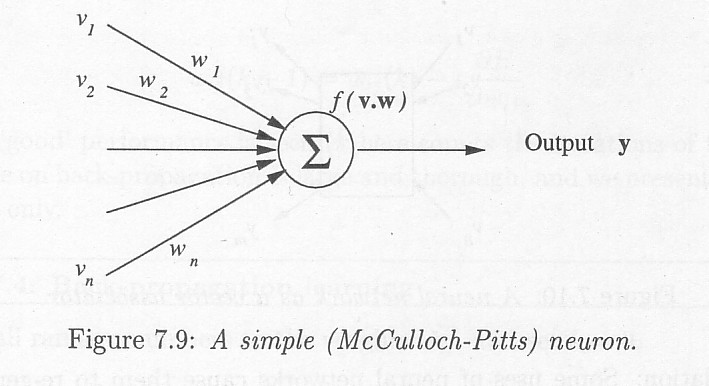 v1
w1
v2
w2
f(v.w)
Σ
Output y
wn
vn
Figure 7.9: A simple (McCulloch-Pitts) neuron.